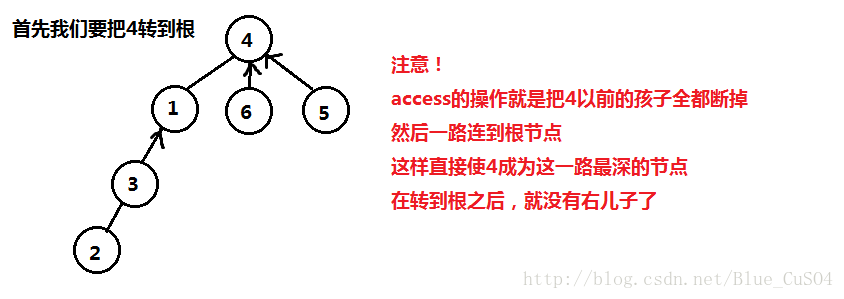 首先我们要把4转到根
4
1
6
5
3
2
注意！
access的操作就是把4以前的孩子全都断掉
然后一路连到根节点
这样直接使4成为这一路最深的节点
在转到根之后，就没有右儿子了
http://blog.csdn.net/Blue_CuSO4